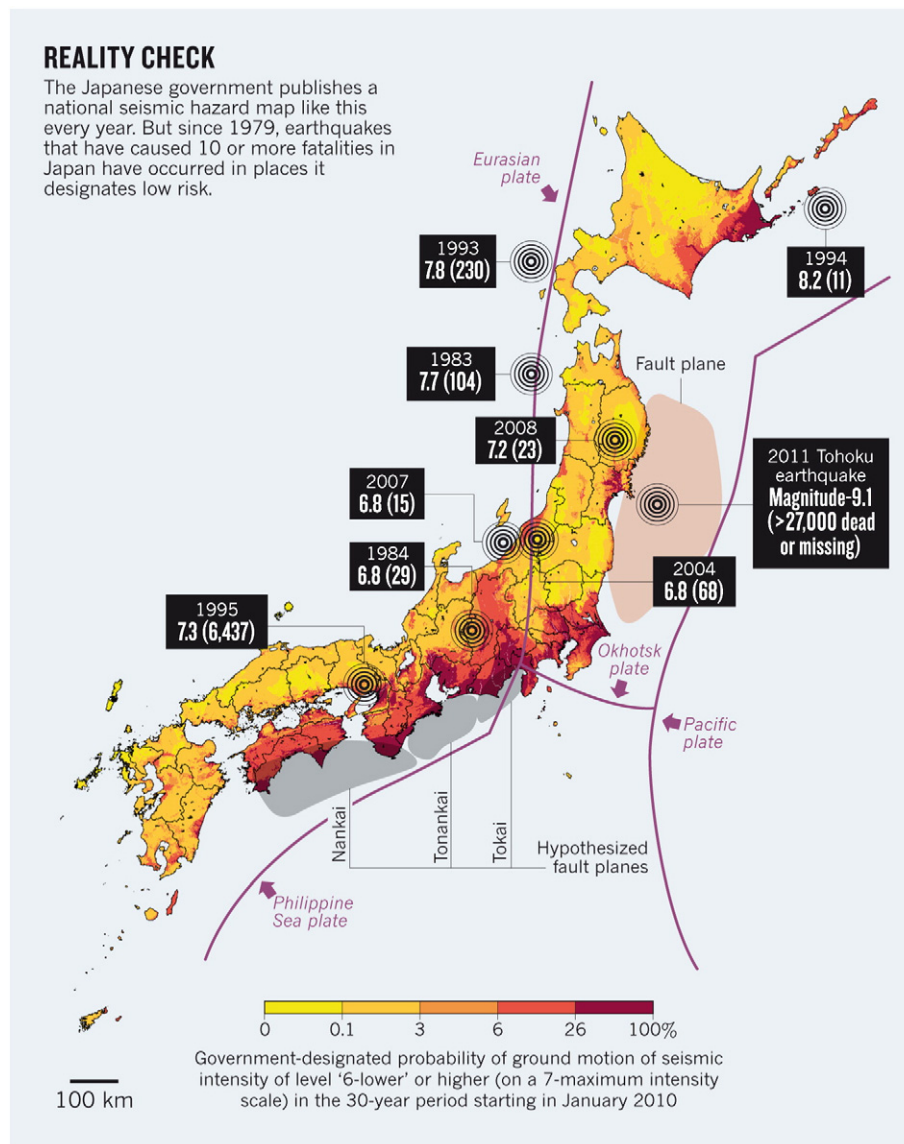 REALITY CHECK
The Japanese government publishes a
national seismic hazard map like this
every year. But since 1979, earthquakes
that have caused 10 or more fatalities in
Japan have occurred in places it
designates low risk.
Eurasian
plate
1993
7.8 (230)
1994
8.2 (11)
1983
7.7 (104)
Fault plane
2008
7.2 (23)
2011 Tohoku
earthquake
Magnitude-9.1
(>27,000 dead
or missing)
2007
6.8 (15)
1984
6.8 (29)
2004
6.8 (68)
1995
7.3 (6,437)
Okhotsk
plate
Pacific
plate
Nankai
Tonankai
Tokai
Hypothesized
fault planes
Philippine
Sea plate
0 0.1 3 6 26 100%
Government-designated probability of ground motion of seismic
intensity of level ‘6-lower’ or higher (on a 7-maximum intensity
scale) in the 30-year period starting in January 2010
100 km